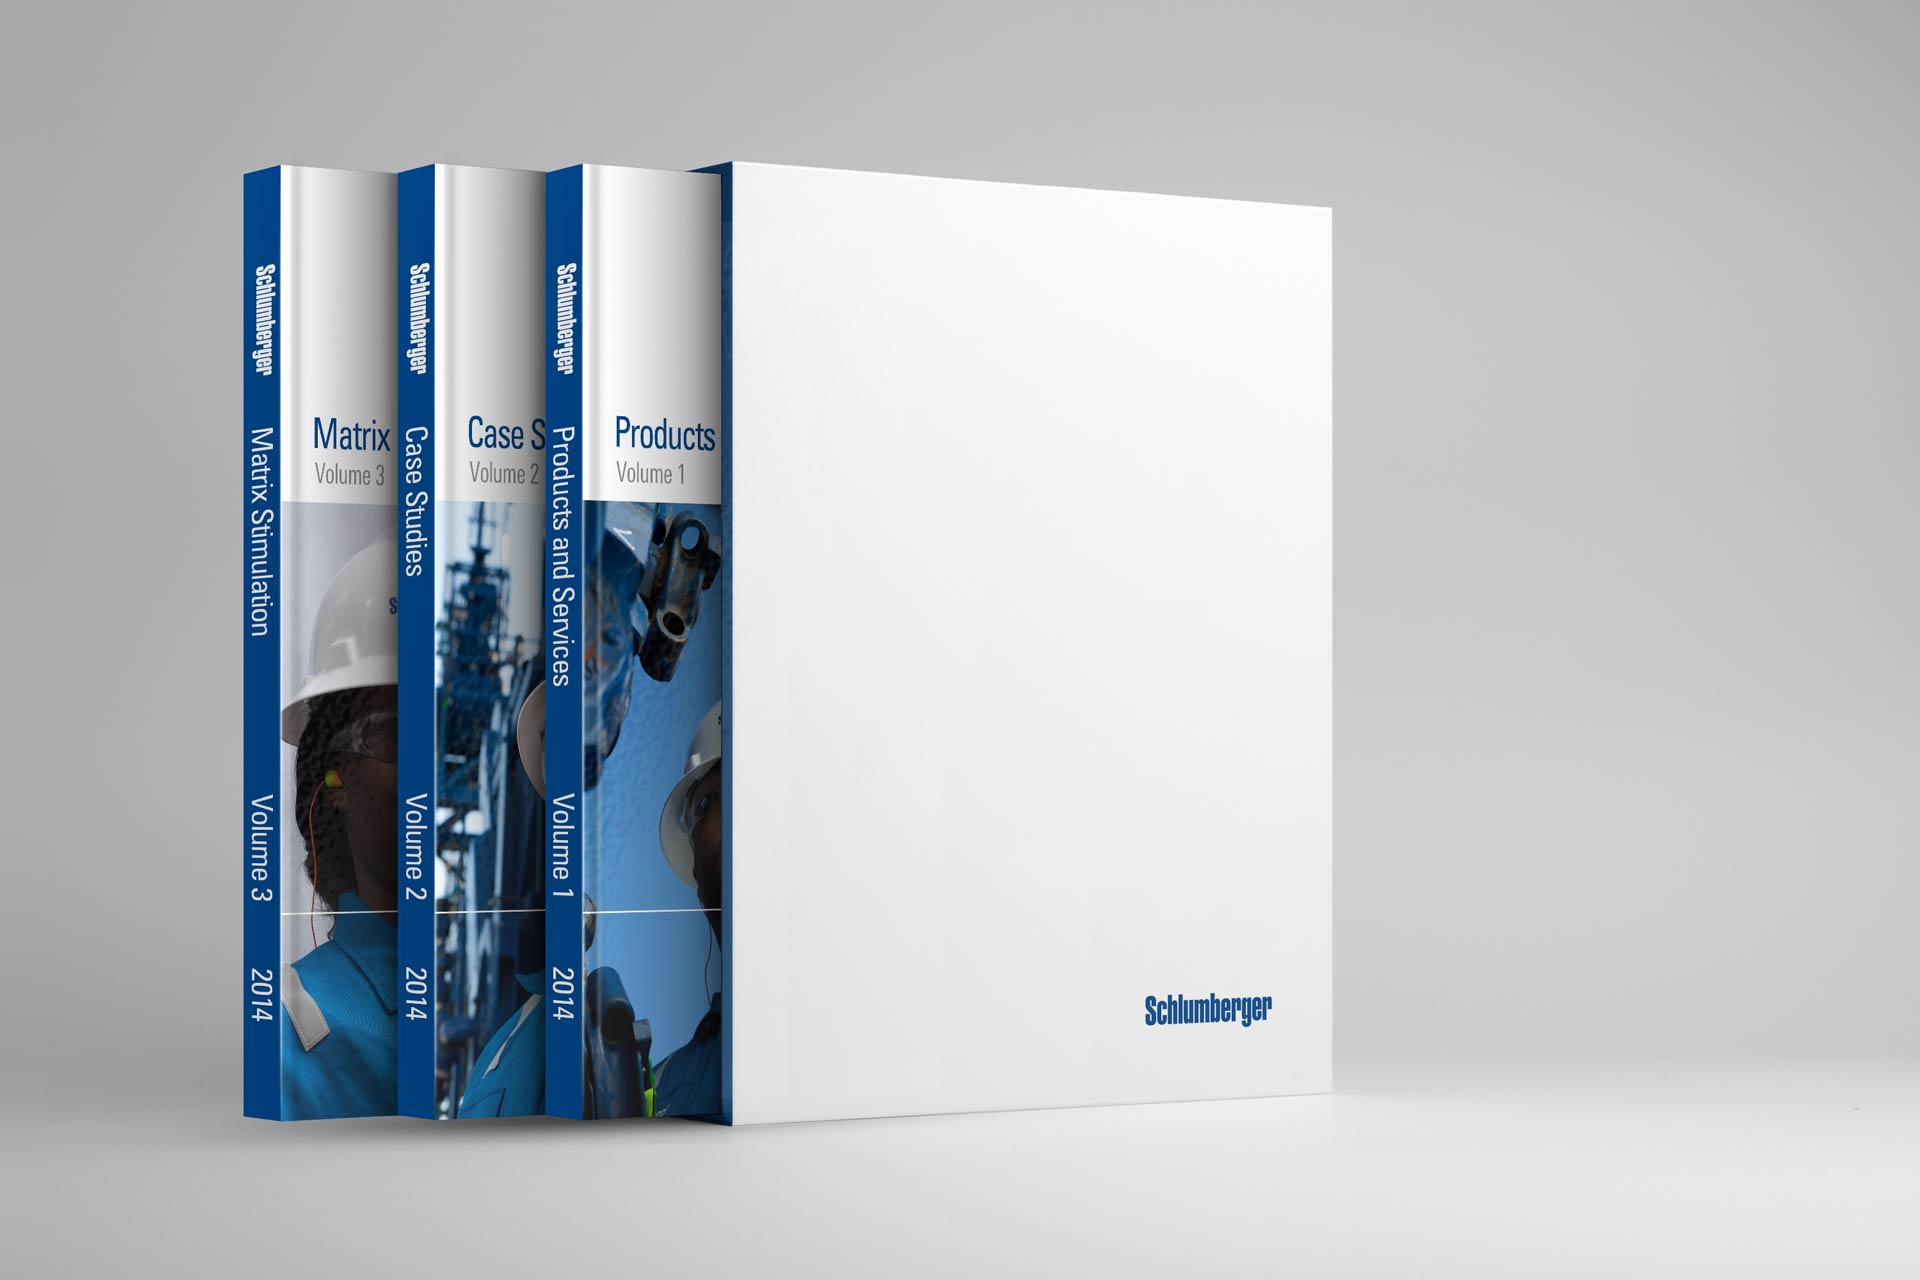 Schlumberger
Matrix Stimulation
Volume 3
2014
Matrix
Volume 3
Schlumberger
Case Studies
Volume 2
2014
Case S
Volume 2
Schlumberger
Products and Services
Volume 1
2014
Products
Volume 1
Schlumberger